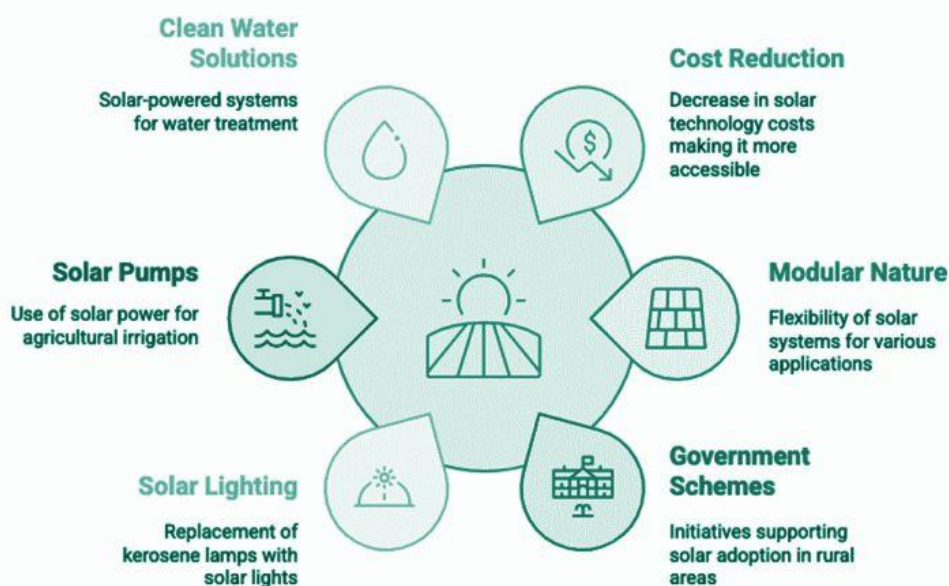 Clean Water
Solutions
Solar-powered systems
for water treatment
Cost Reduction
Decrease in solar
technology costs
making it more
accessible
$
Solar Pumps
Use of solar power for
agricultural irrigation
Modular Nature
Flexibility of solar
systems for various
applications
Solar Lighting
Replacement of
kerosene lamps with
solar lights
Government
Schemes
Initiatives supporting
solar adoption in rural
areas